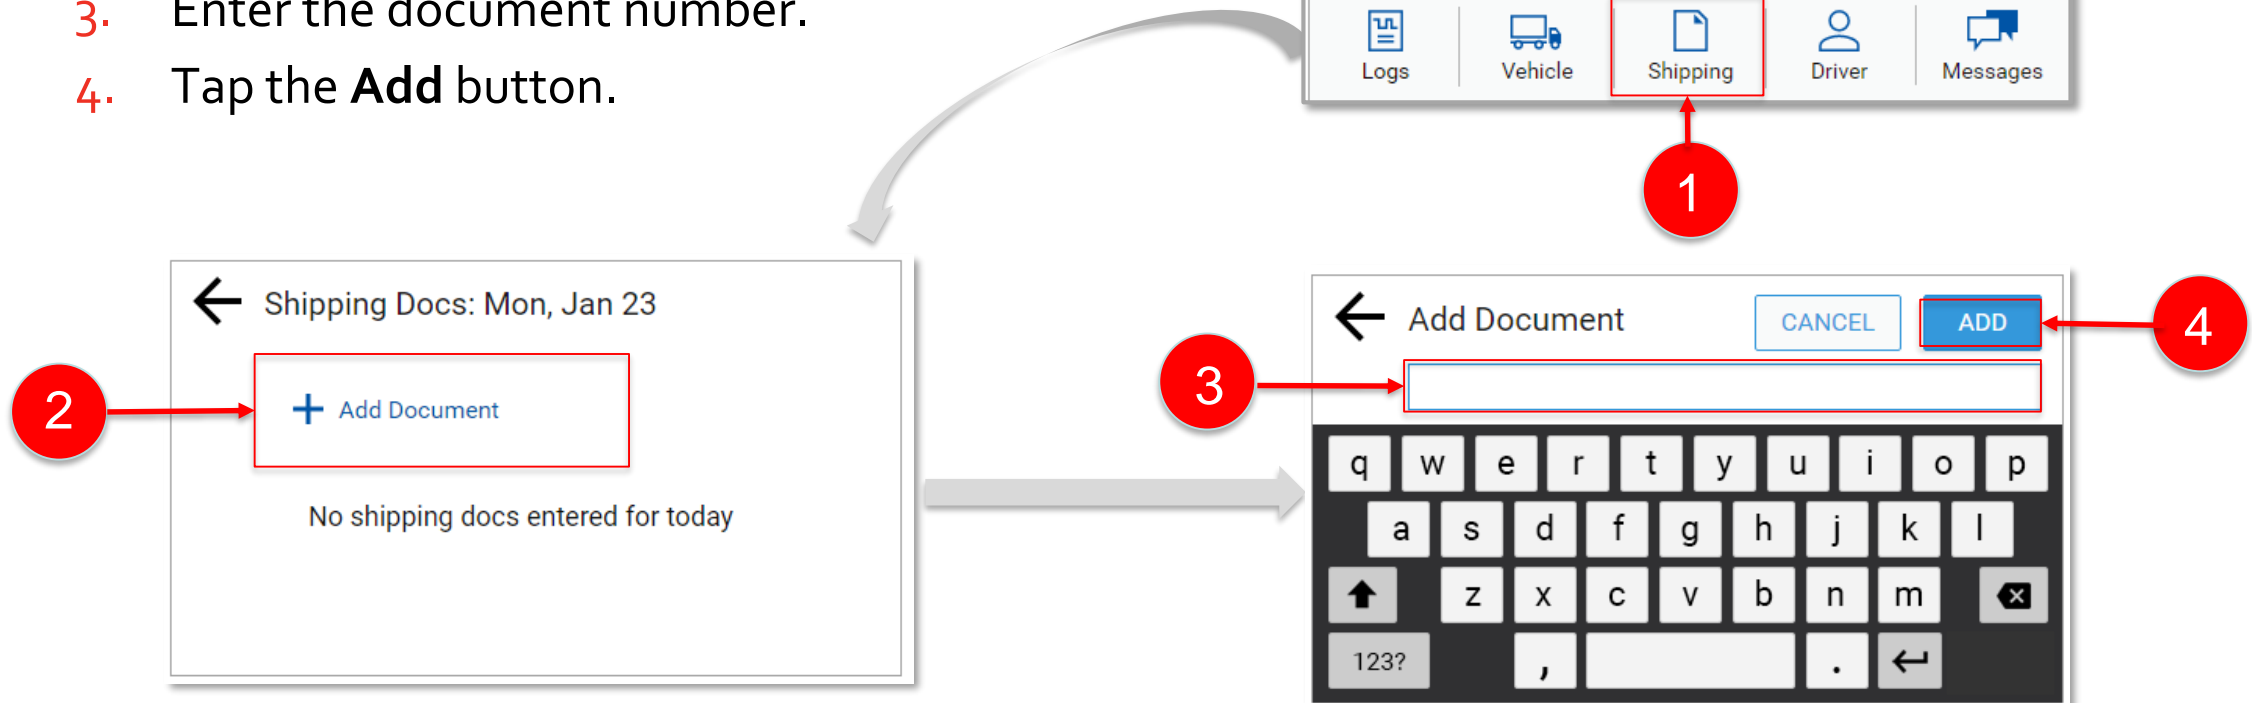 3. Enter the document number.
4. Tap the Add button.
Logs Vehicle Shipping Driver Messages
1
Shipping Docs: Mon, Jan 23
2
Add Document
No shipping docs entered for today
Add Document CANCEL ADD
4
3
q w e r t y u i o p
a s d f g h j k l
z x c v b n m
123? , .